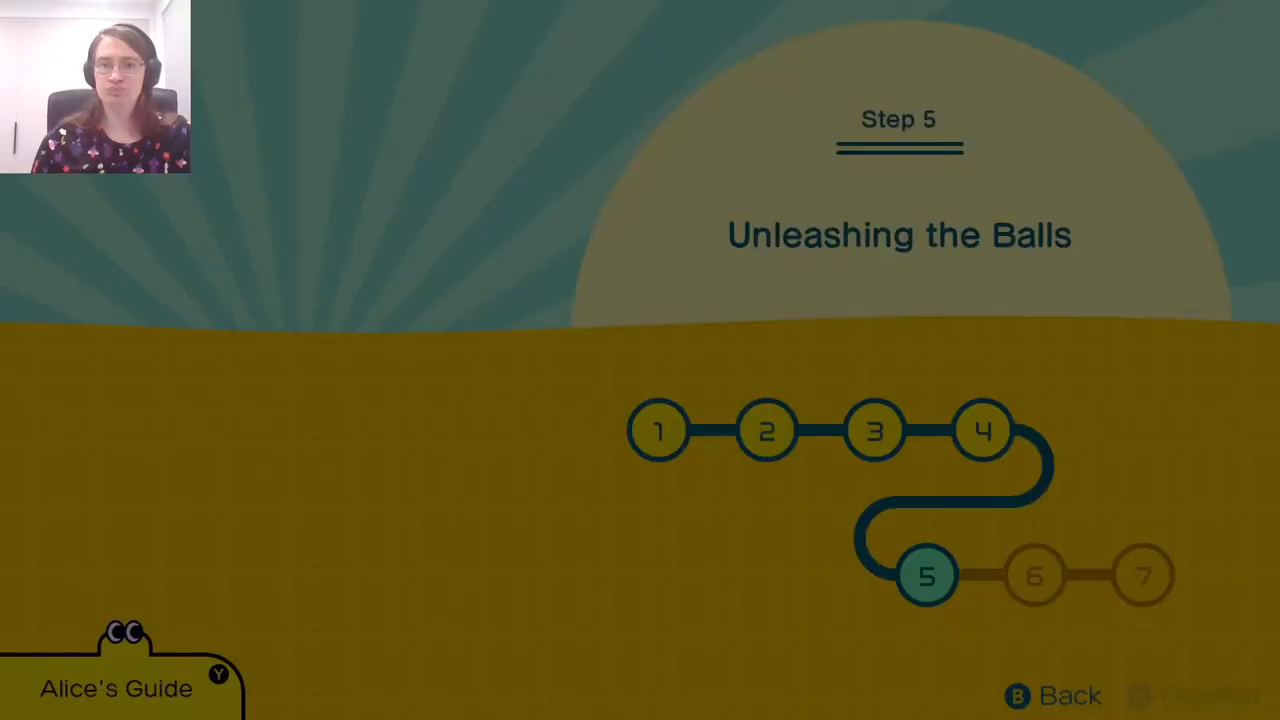 Step 5
Unleashing the Balls
1 2 3 4
5 6 7
Y
Alice's Guide
B Back